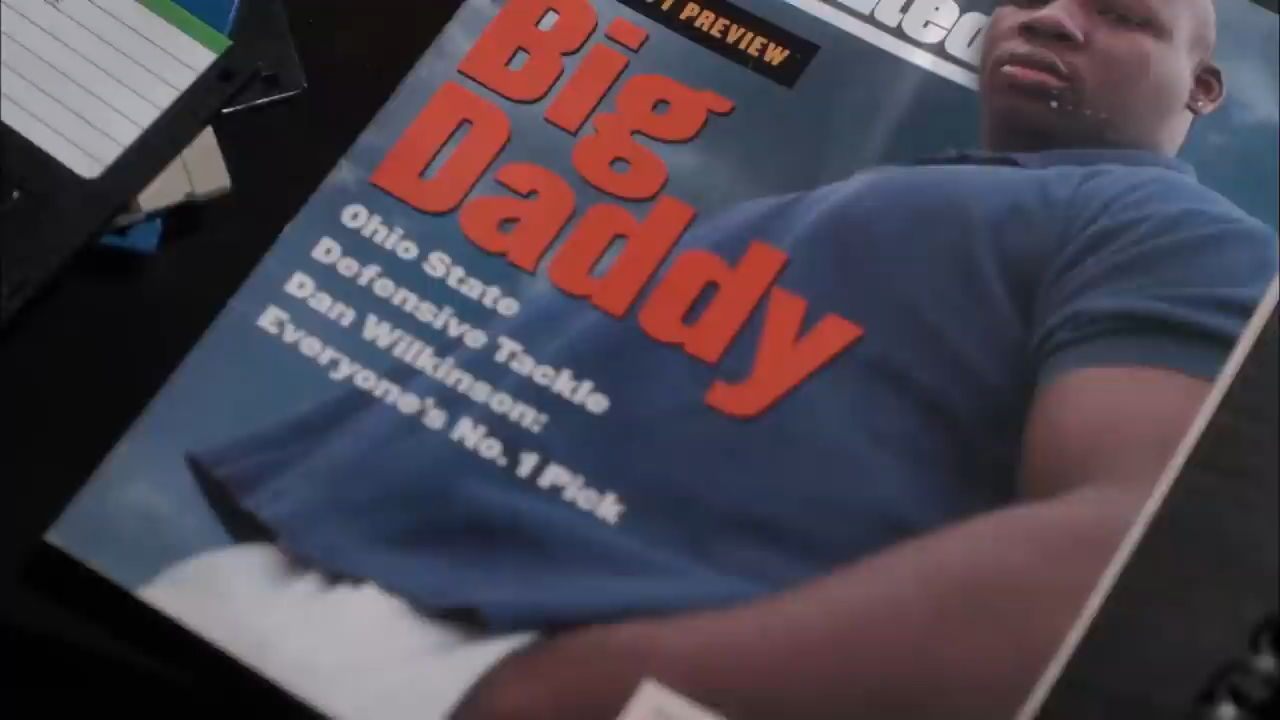 PREVIEW
Big
Daddy
Ohio State
Defensive Tackle
Dan Wilkinson:
Everyone's No. 1 Pick